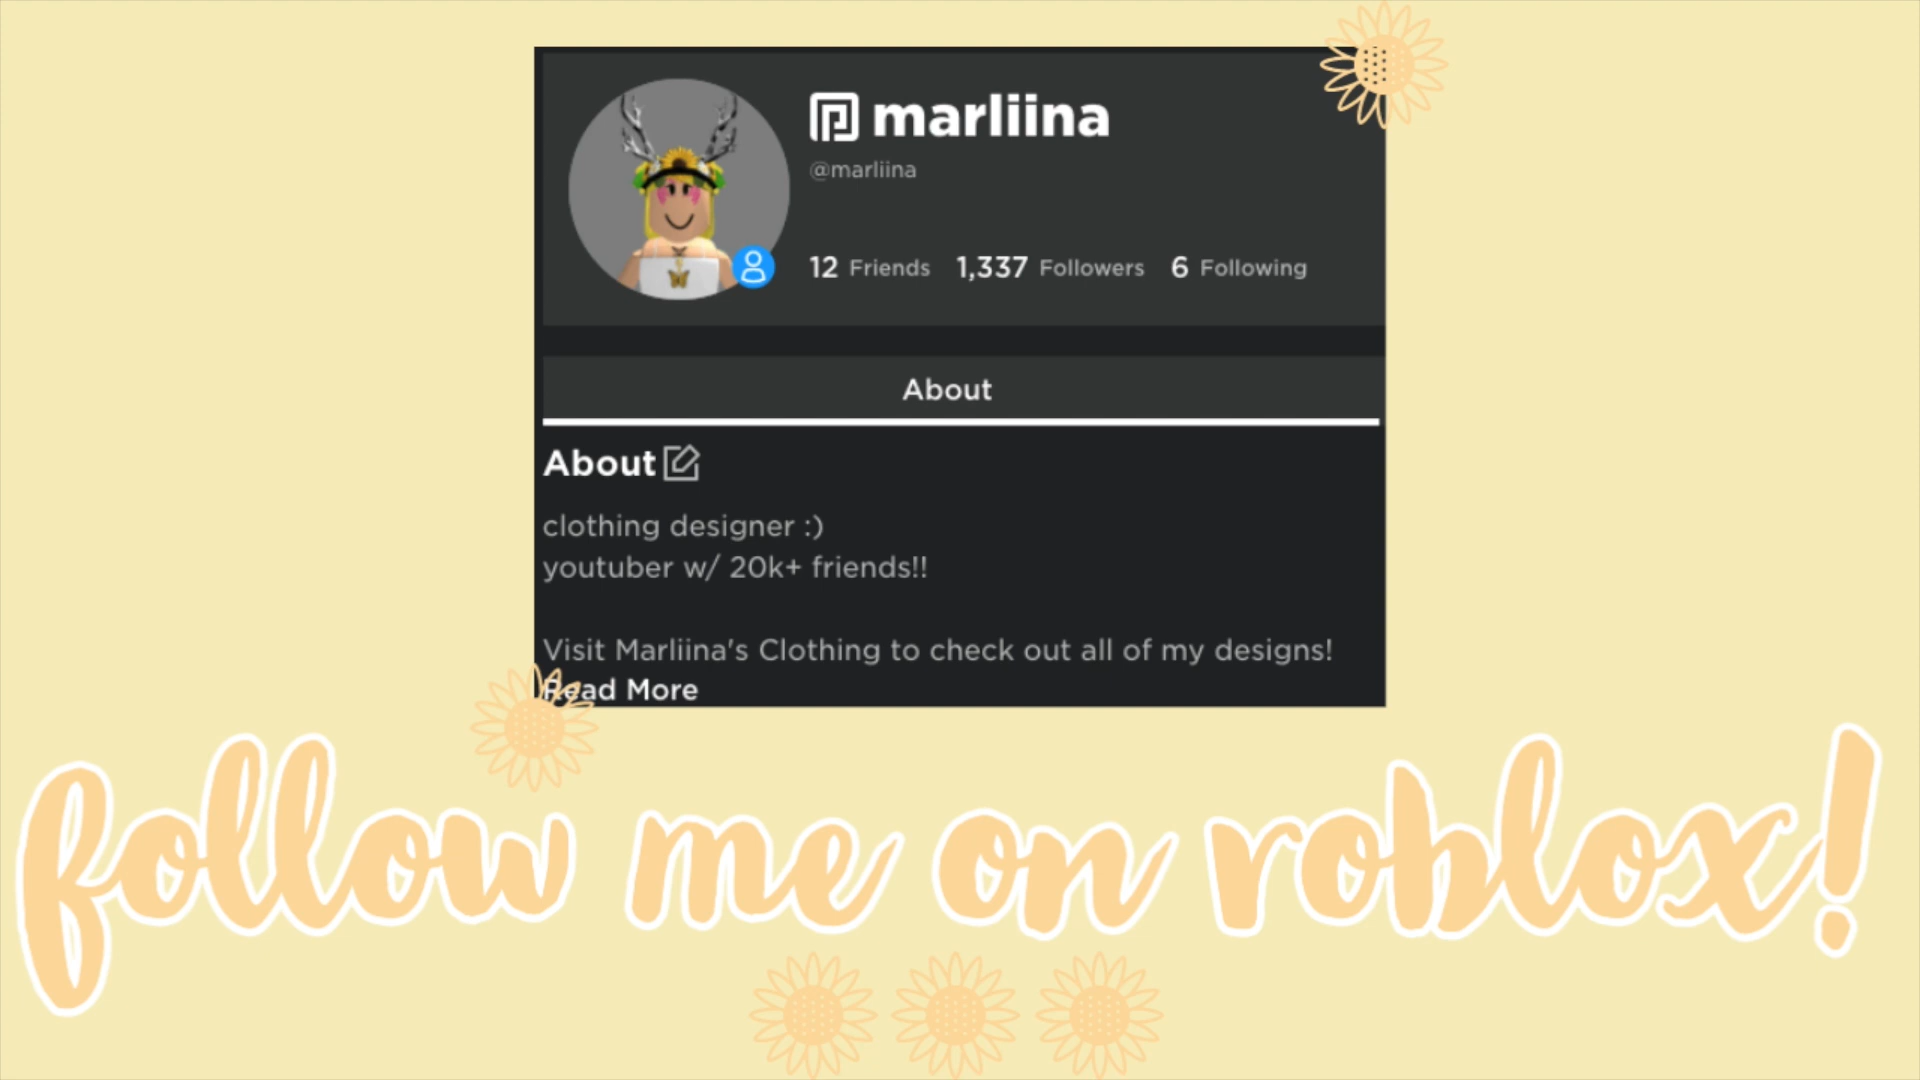 marliina
@marliina
12 Friends 1,337 Followers 6 Following
About
About
clothing designer :)
youtuber w/ 20k+ friends!!
Visit Marliina's Clothing to check out all of my designs!
Read More
follow me on roblox!